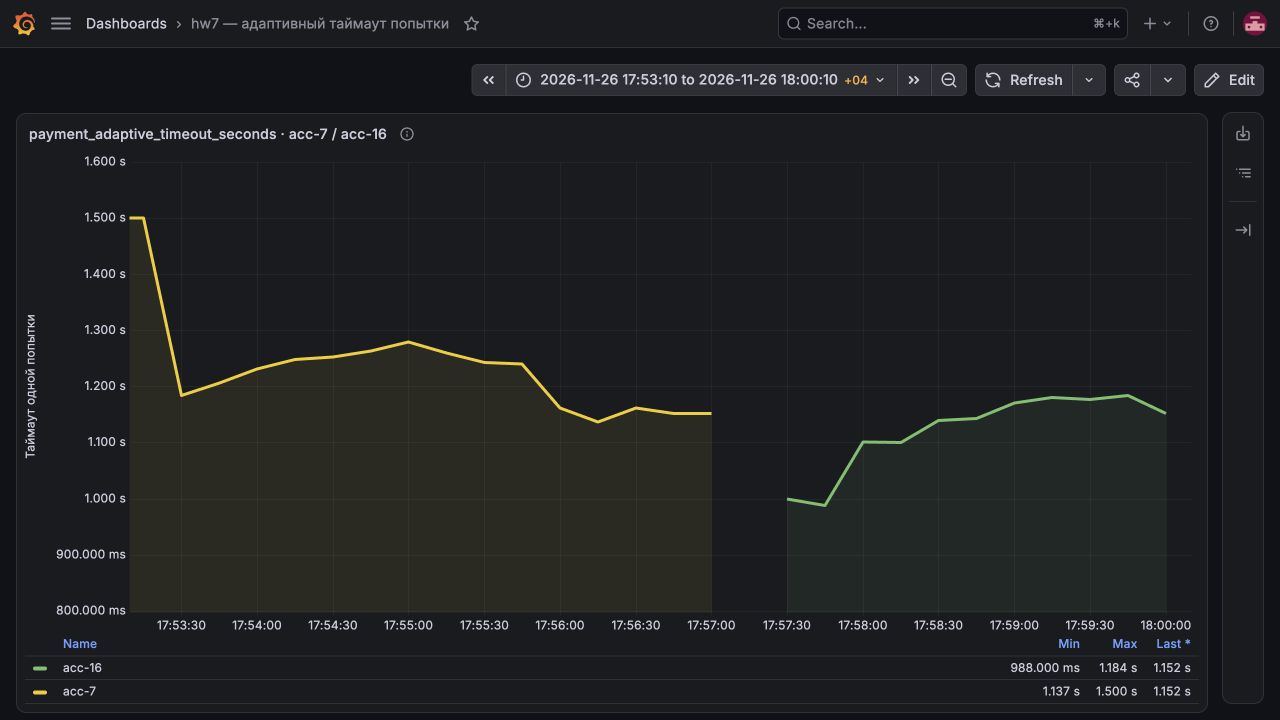 Dashboards › hw7 — адаптивный таймаут попытки
Search... ⌘+k
2026-11-26 17:53:10 to 2026-11-26 18:00:10 +04
Refresh
Edit
payment_adaptive_timeout_seconds · acc-7 / acc-16
Таймаут одной попытки
1.600 s
1.500 s
1.400 s
1.300 s
1.200 s
1.100 s
1.000 s
900.000 ms
800.000 ms
17:53:30 17:54:00 17:54:30 17:55:00 17:55:30 17:56:00 17:56:30 17:57:00 17:57:30 17:58:00 17:58:30 17:59:00 17:59:30 18:00:00
Name Min Max Last *
acc-16 988.000 ms 1.184 s 1.152 s
acc-7 1.137 s 1.500 s 1.152 s